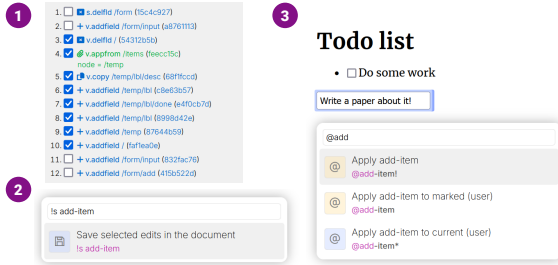 1
1. s.delfld /form (15c4c927)
2. + v.addfield /form/input (a8761113)
3. v.delfld / (54312b5b)
4. v.appfrom /items (feecc15c)
node = /temp
5. v.copy /temp/lbl/desc (68f1fccd)
6. + v.addfield /temp/lbl (c8e63b57)
7. + v.addfield /temp/lbl/done (e4f0cb7d)
8. + v.addfield /temp/lbl (8998d42e)
9. + v.addfield /temp (87644b59)
10. + v.addfield / (faf1ea0e)
11. + v.addfield /form/input (832fac76)
12. + v.addfield /form/add (415b522d)
2
!s add-item
Save selected edits in the document
!s add-item
3
Todo list
• Do some work
Write a paper about it!
@add
@ Apply add-item
@add-item!
@ Apply add-item to marked (user)
@add-item
@ Apply add-item to current (user)
@add-item*